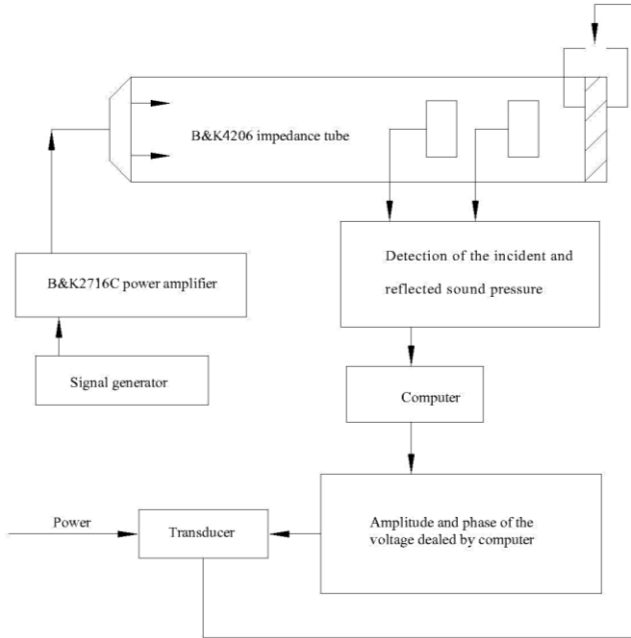 B&K4206 impedance tube
Detection of the incident and
reflected sound pressure
B&K2716C power amplifier
Signal generator
Computer
Power
Transducer
Amplitude and phase of the
voltage dealed by computer